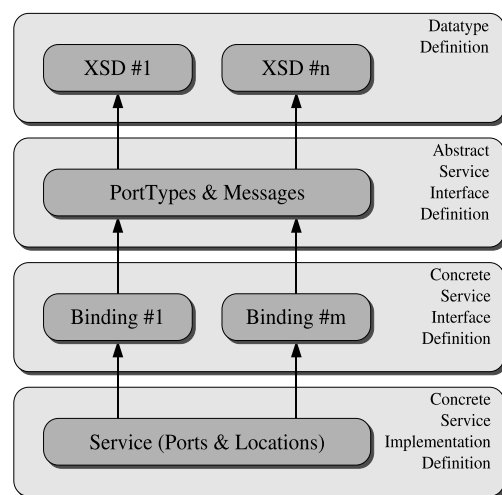 Datatype
Definition
XSD #1
XSD #n
Abstract
Service
Interface
Definition
PortTypes & Messages
Concrete
Service
Interface
Definition
Binding #1
Binding #m
Concrete
Service
Implementation
Definition
Service (Ports & Locations)